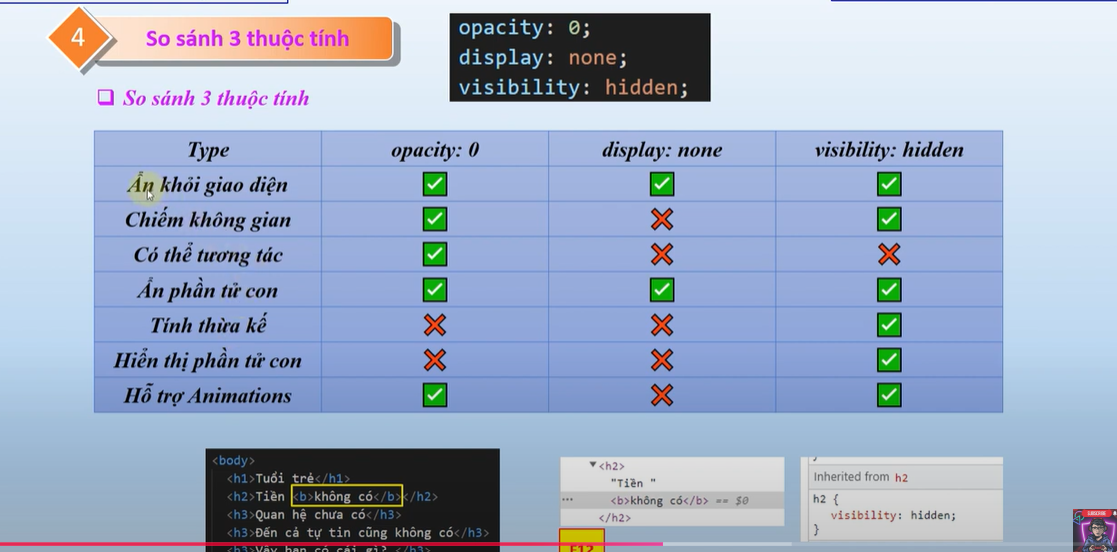 4
So sánh 3 thuộc tính
opacity: 0;
display: none;
visibility: hidden;
❑ So sánh 3 thuộc tính
Type opacity: 0 display: none visibility: hidden
Ẩn khỏi giao diện ✅ ✅ ✅
Chiếm không gian ✅ ❌ ✅
Có thể tương tác ✅ ❌ ❌
Ẩn phần tử con ✅ ✅ ✅
Tính thừa kế ❌ ❌ ✅
Hiển thị phần tử con ❌ ❌ ✅
Hỗ trợ Animations ✅ ❌ ✅
<body>
<h1>Tuổi trẻ</h1>
<h2>Tiền <b>không có</b></h2>
<h3>Quan hệ chưa có</h3>
<h3>Đến cả tự tin cũng không có</h3>
<h3>Vậy bạn có cái gì? </h3>
▼<h2>
"Tiền "
··· <b>không có</b> == $0
</h2>
F12
}
Inherited from h2
h2 {
visibility: hidden;
}
SUBSCRIBE